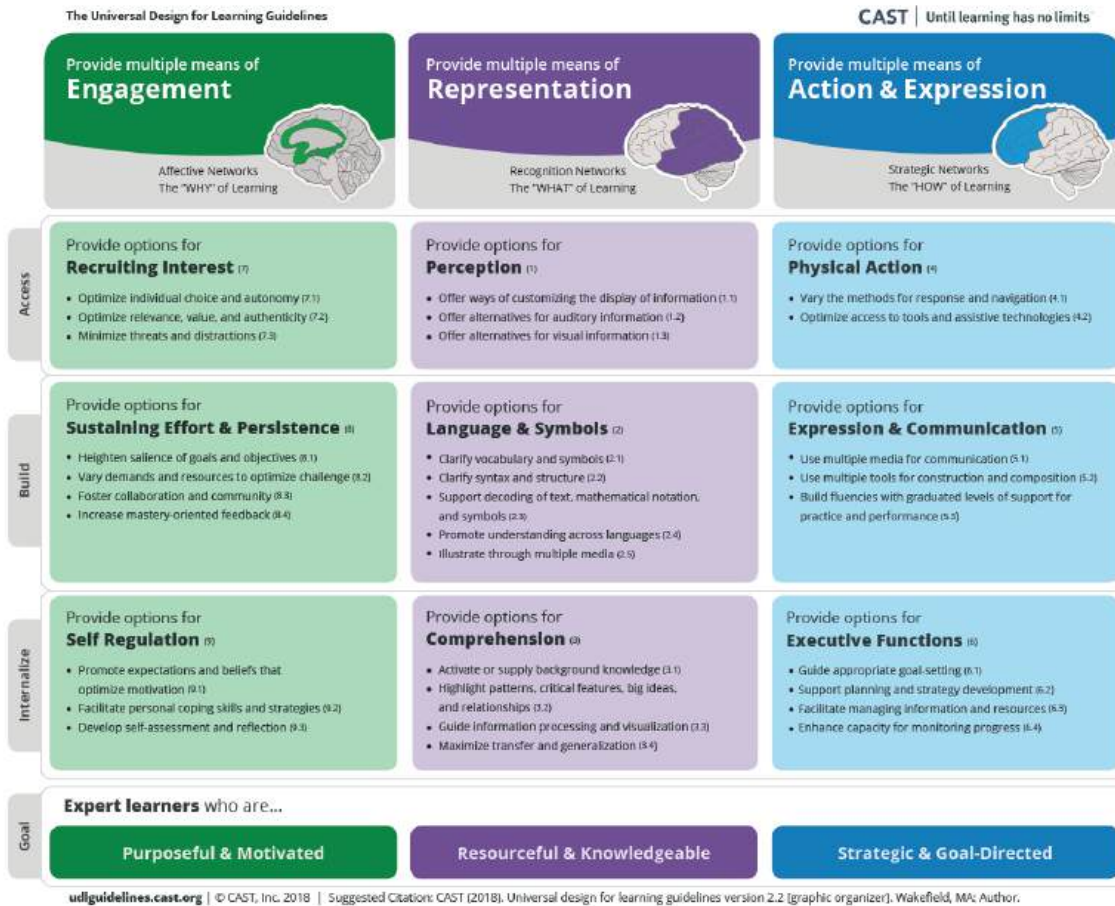 The Universal Design for Learning Guidelines
CAST | Until learning has no limits
Provide multiple means of
Engagement
Affective Networks
The "WHY" of Learning
Provide multiple means of
Representation
Recognition Networks
The "WHAT" of Learning
Provide multiple means of
Action & Expression
Strategic Networks
The "HOW" of Learning
Access
Provide options for
Recruiting Interest (7)
• Optimize individual choice and autonomy (7.1)
• Optimize relevance, value, and authenticity (7.2)
• Minimize threats and distractions (7.3)
Provide options for
Perception (1)
• Offer ways of customizing the display of information (1.1)
• Offer alternatives for auditory information (1.2)
• Offer alternatives for visual information (1.3)
Provide options for
Physical Action (4)
• Vary the methods for response and navigation (4.1)
• Optimize access to tools and assistive technologies (4.2)
Build
Provide options for
Sustaining Effort & Persistence (8)
• Heighten salience of goals and objectives (8.1)
• Vary demands and resources to optimize challenge (8.2)
• Foster collaboration and community (8.3)
• Increase mastery-oriented feedback (8.4)
Provide options for
Language & Symbols (2)
• Clarify vocabulary and symbols (2.1)
• Clarify syntax and structure (2.2)
• Support decoding of text, mathematical notation,
and symbols (2.3)
• Promote understanding across languages (2.4)
• Illustrate through multiple media (2.5)
Provide options for
Expression & Communication (5)
• Use multiple media for communication (5.1)
• Use multiple tools for construction and composition (5.2)
• Build fluencies with graduated levels of support for
practice and performance (5.3)
Internalize
Provide options for
Self Regulation (9)
• Promote expectations and beliefs that
optimize motivation (9.1)
• Facilitate personal coping skills and strategies (9.2)
• Develop self-assessment and reflection (9.3)
Provide options for
Comprehension (3)
• Activate or supply background knowledge (3.1)
• Highlight patterns, critical features, big ideas,
and relationships (3.2)
• Guide information processing and visualization (3.3)
• Maximize transfer and generalization (3.4)
Provide options for
Executive Functions (6)
• Guide appropriate goal-setting (6.1)
• Support planning and strategy development (6.2)
• Facilitate managing information and resources (6.3)
• Enhance capacity for monitoring progress (6.4)
Goal
Expert learners who are...
Purposeful & Motivated
Resourceful & Knowledgeable
Strategic & Goal-Directed
udlguidelines.cast.org | © CAST, Inc. 2018 | Suggested Citation: CAST (2018). Universal design for learning guidelines version 2.2 [graphic organizer]. Wakefield, MA: Author.